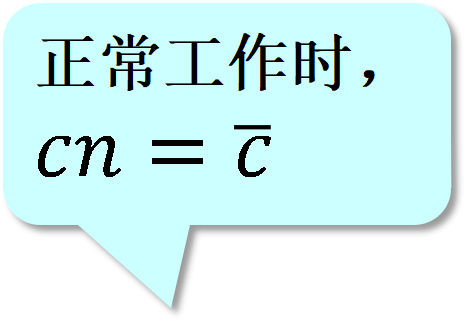 正常工作时，
cn = c̅